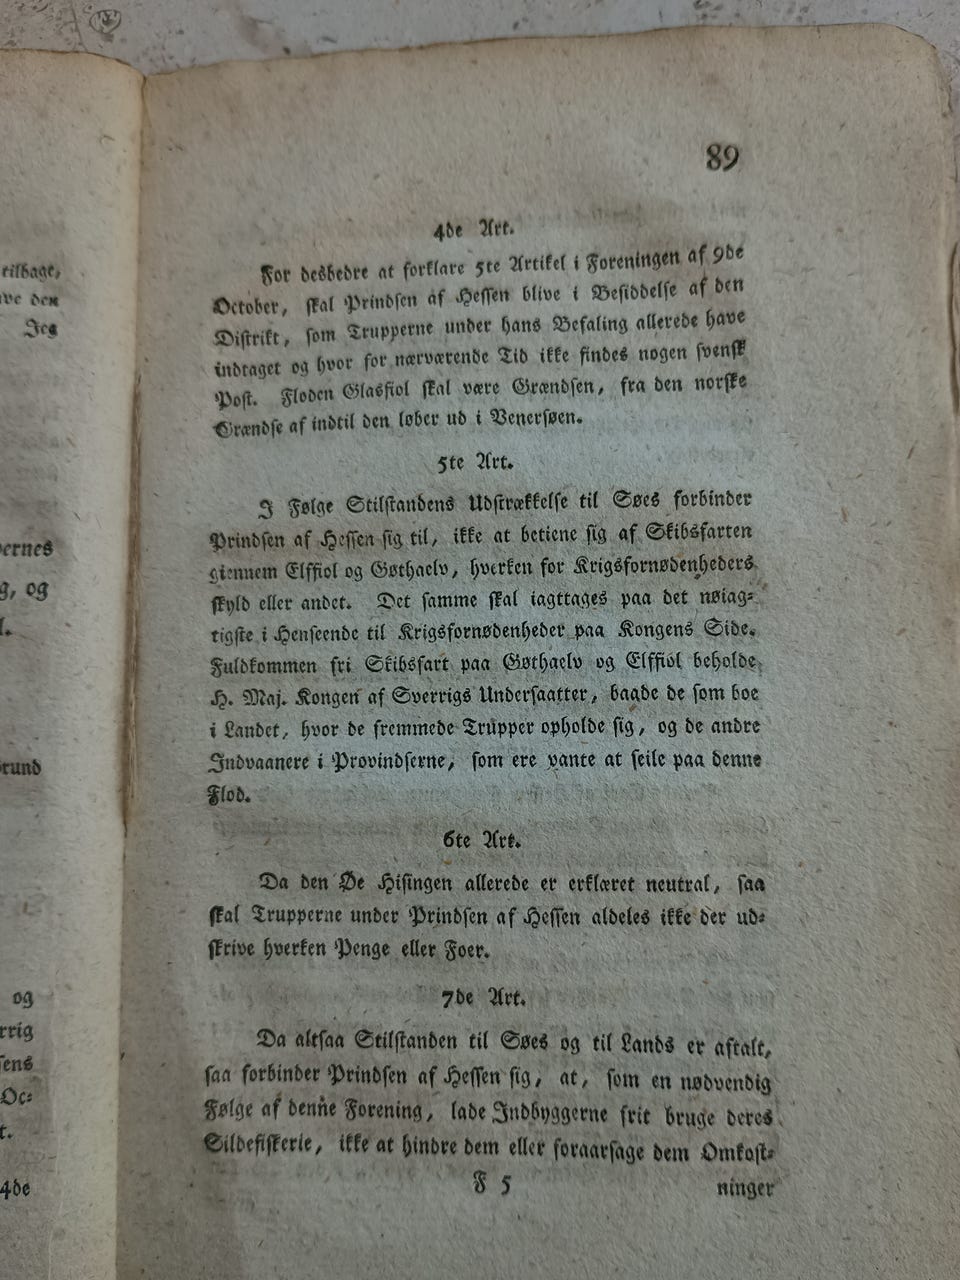 89
4de Art.
For desbedre at forklare 5te Artikel i Foreningen af 9de
October, skal Prindsen af Hessen blive i Besiddelse af den
Distrikt, som Trupperne under hans Befaling allerede have
indtaget og hvor for nærværende Tid ikke findes nogen svensk
Post. Floden Glasfiol skal være Grændsen, fra den norske
Grændse af indtil den løber ud i Venersøen.
5te Art.
I Følge Stilstandens Udstrækkelse til Søes forbinder
Prindsen af Hessen sig til, ikke at betiene sig af Skibsfarten
giennem Elffiol og Gøthaelv, hverken for Krigsfornødenheders
skyld eller andet. Det samme skal iagttages paa det nøiag-
tigste i Henseende til Krigsfornødenheder paa Kongens Side.
Fuldkommen fri Skibsfart paa Gøthaelv og Elffiol beholde
H. Maj. Kongen af Sverrigs Undersaatter, baade de som boe
i Landet, hvor de fremmede Trupper opholde sig, og de andre
Indvaanere i Provindserne, som ere vante at seile paa denne
Flod.
6te Art.
Da den Øe Hisingen allerede er erklæret neutral, saa
skal Trupperne under Prindsen af Hessen aldeles ikke der ud-
skrive hverken Penge eller Foer.
7de Art.
Da altsaa Stilstanden til Søes og til Lands er aftalt,
saa forbinder Prindsen af Hessen sig, at, som en nødvendig
Følge af denne Forening, lade Indbyggerne frit bruge deres
Sildefiskerie, ikke at hindre dem eller foraarsage dem Omkost-
F 5
ninger
tilbage,
den
Jeg
og
4de